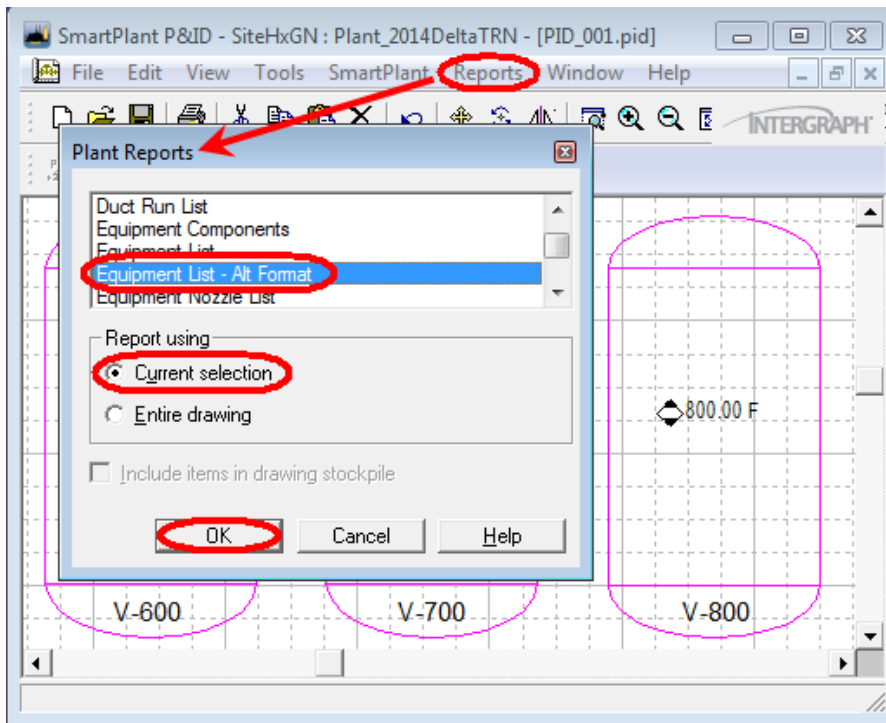 SmartPlant P&ID - SiteHxGN : Plant_2014DeltaTRN - [PID_001.pid]
File Edit View Tools SmartPlant Reports Window Help
INTERGRAPH
Plant Reports
Duct Run List
Equipment Components
Equipment List
Equipment List - Alt Format
Equipment Nozzle List
Report using
Current selection
Entire drawing
Include items in drawing stockpile
OK Cancel Help
800.00 F
V-600 V-700 V-800